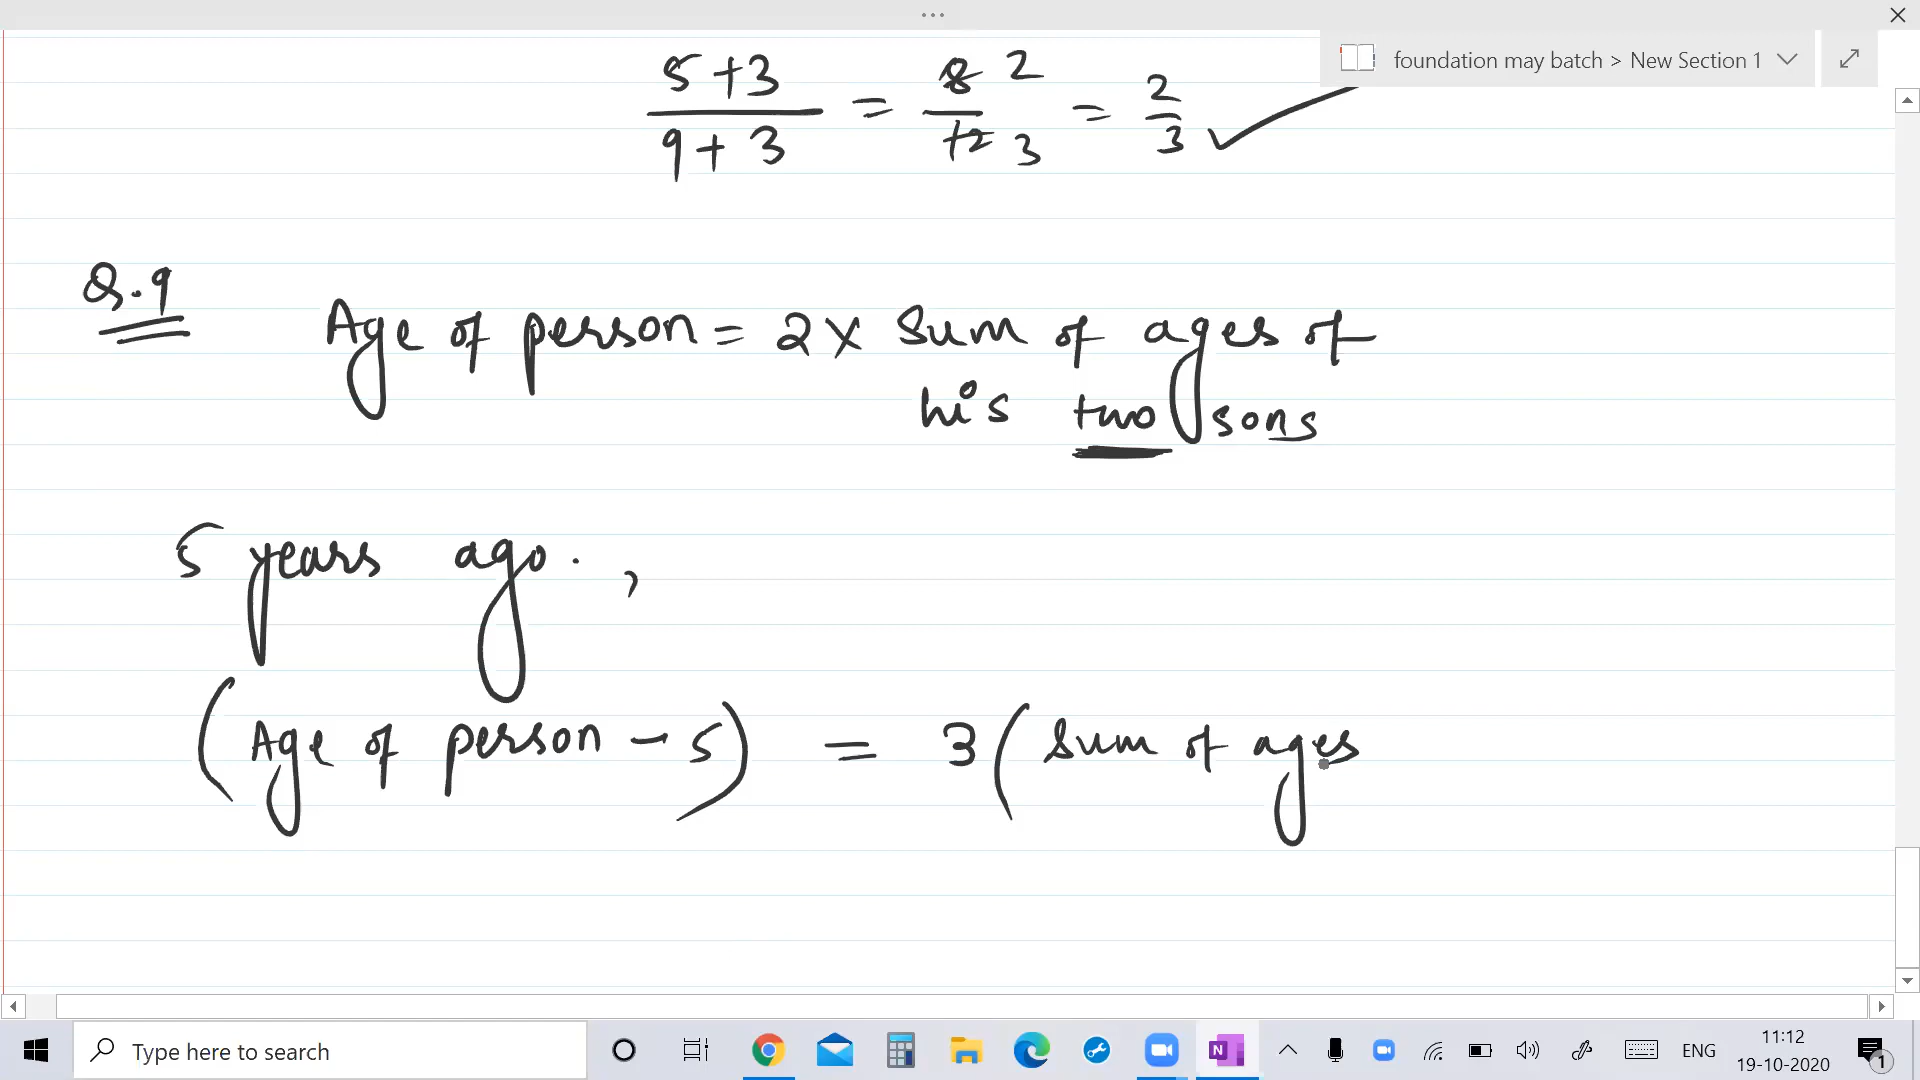 foundation may batch > New Section 1
5+3 / 9+3 = 8 2 / 12 3 = 2/3 ✓
Q.9
Age of person = 2 x Sum of ages of
his two sons
5 years ago. ,
(Age of person - 5) = 3 ( Sum of ages
Type here to search
ENG
11:12
19-10-2020
1